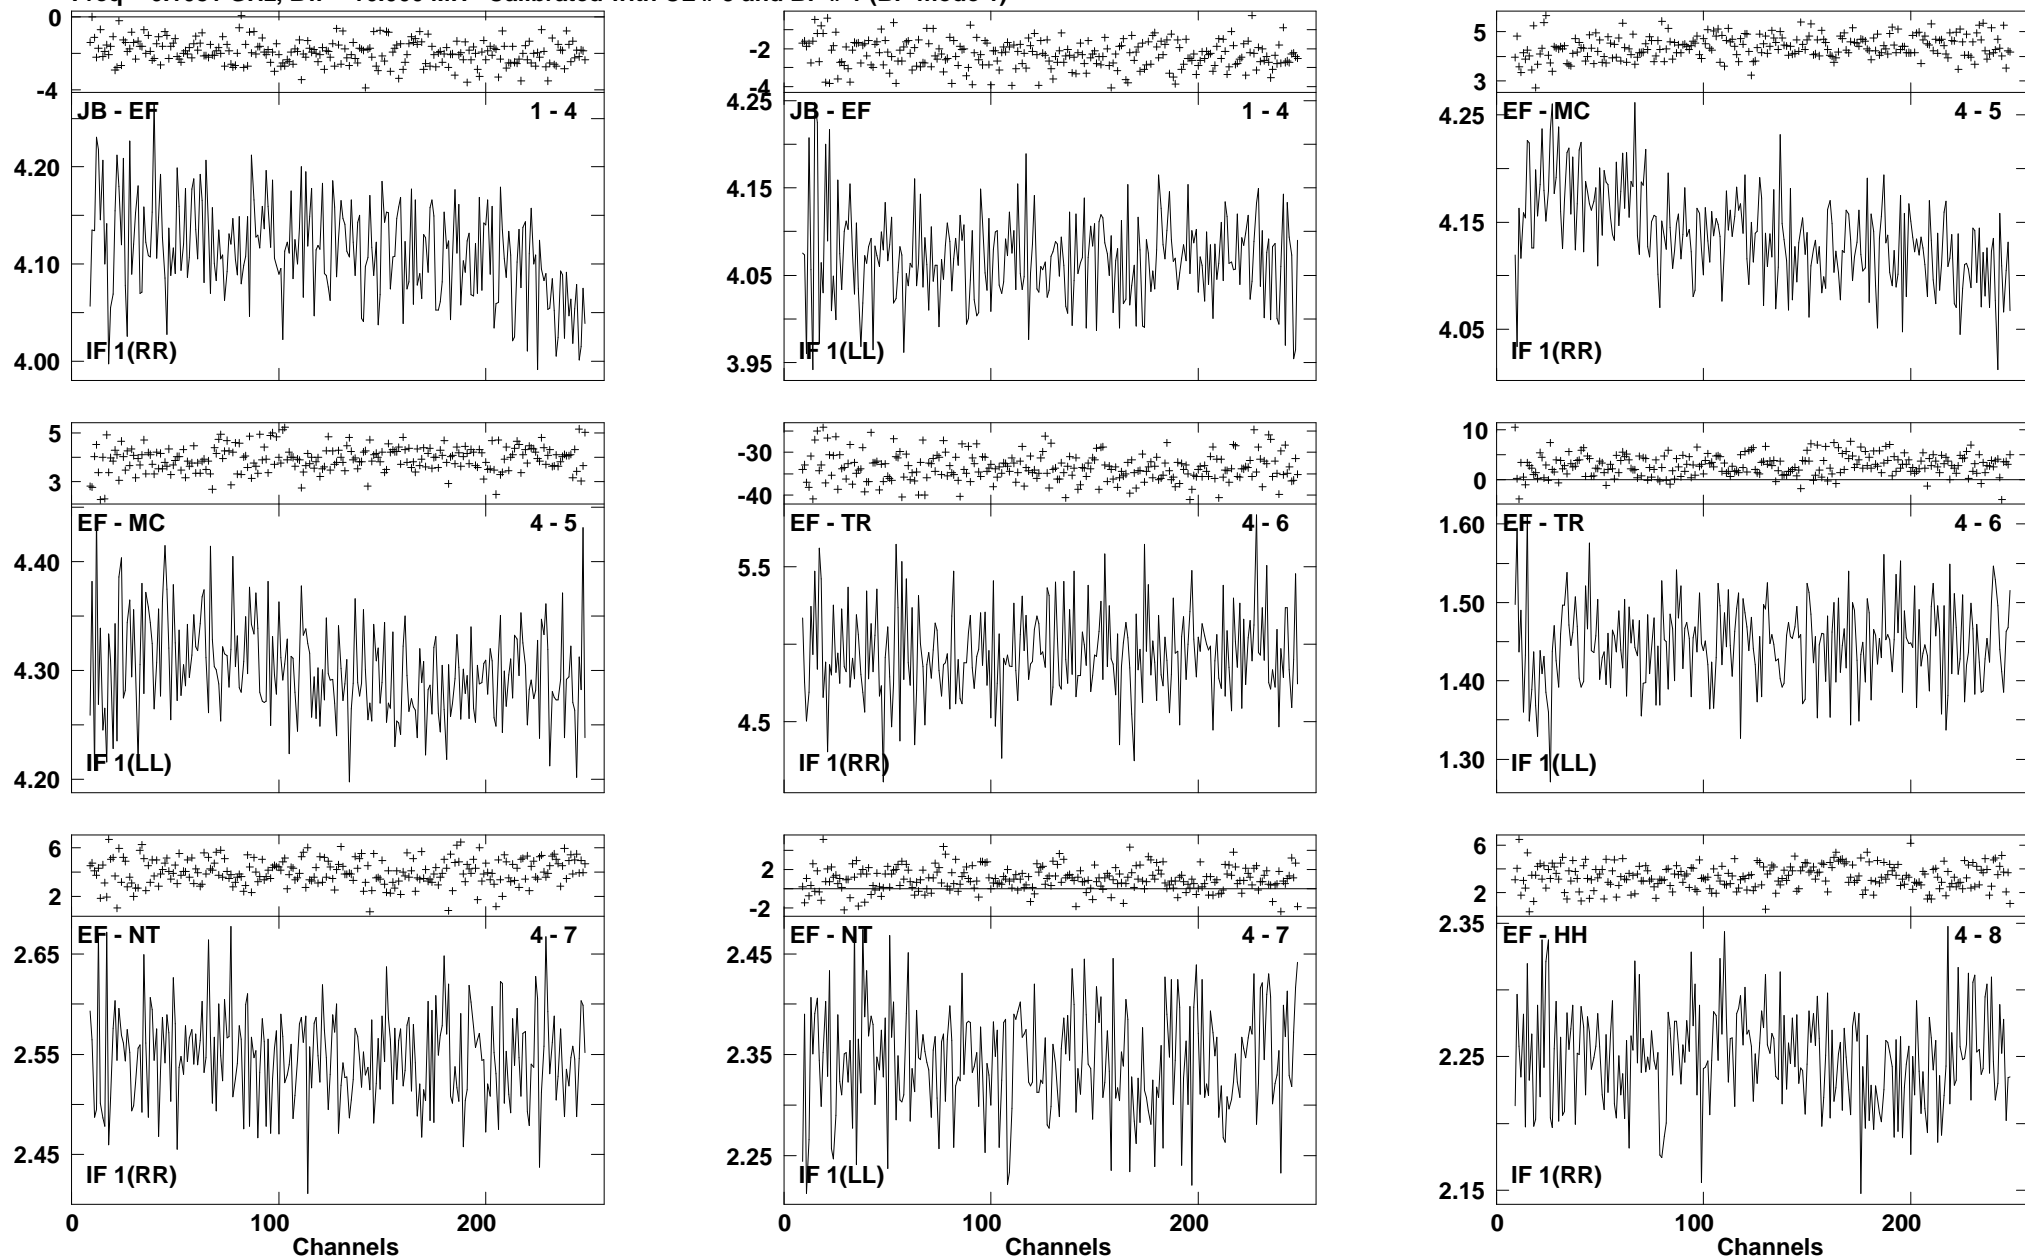 0
-4
JB - EF
1 - 4
4.20
4.10
4.00
IF 1(RR)
-2
-4
4.25
JB - EF
1 - 4
4.15
4.05
3.95
IF 1(LL)
5
3
EF - MC
4 - 5
4.25
4.15
4.05
IF 1(RR)
5
3
EF - MC
4 - 5
4.40
4.30
4.20
IF 1(LL)
-30
-40
EF - TR
4 - 6
5.5
4.5
IF 1(RR)
10
0
EF - TR
4 - 6
1.60
1.50
1.40
1.30
IF 1(LL)
6
2
EF - NT
4 - 7
2.65
2.55
2.45
IF 1(RR)
0 100 200
Channels
2
-2
EF - NT
4 - 7
2.45
2.35
2.25
IF 1(LL)
0 100 200
Channels
6
2
2.35
EF - HH
4 - 8
2.25
2.15
IF 1(RR)
0 100 200
Channels